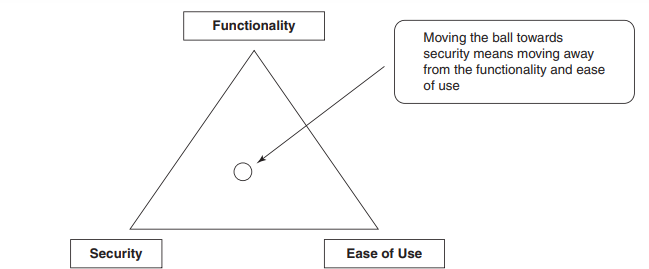 Functionality
Moving the ball towards
security means moving away
from the functionality and ease
of use
Security
Ease of Use